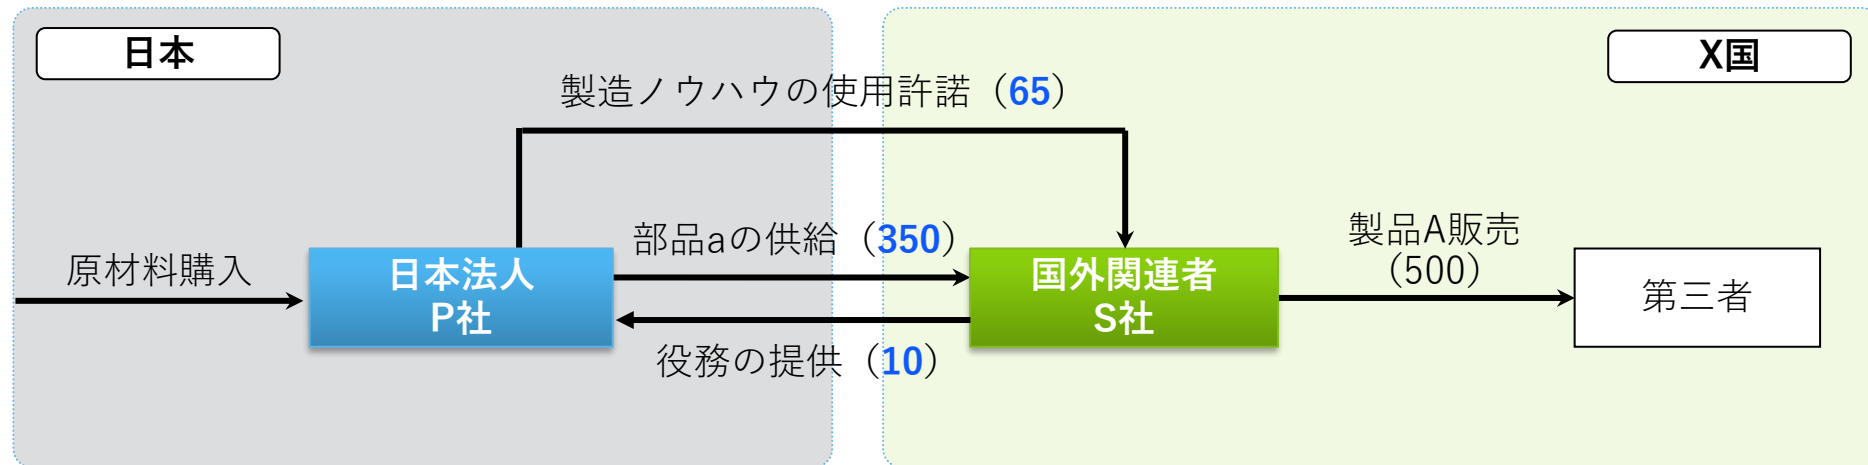 日本
X国
製造ノウハウの使用許諾（65）
部品aの供給（350）
製品A販売
（500）
原材料購入
日本法人
P社
国外関連者
S社
第三者
役務の提供（10）